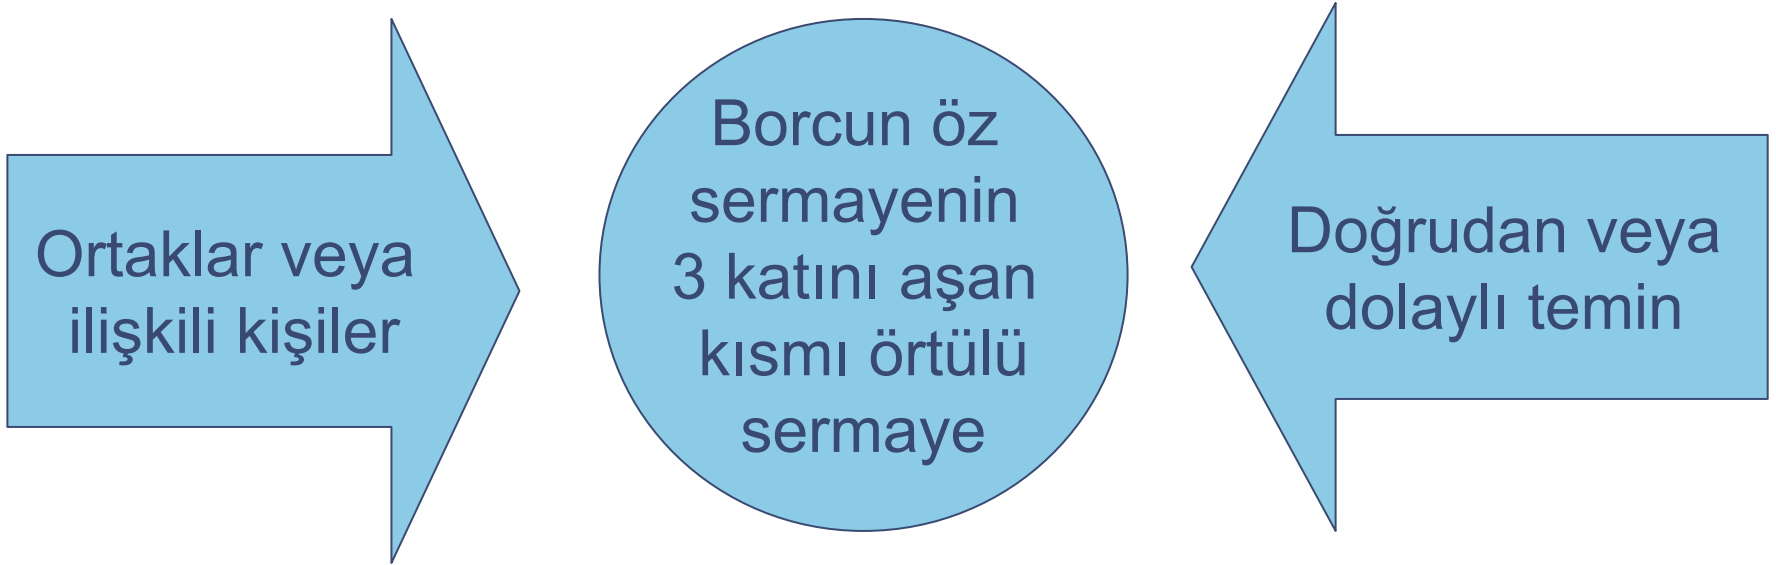 Ortaklar veya
ilişkili kişiler
Borcun öz
sermayenin
3 katını aşan
kısmı örtülü
sermaye
Doğrudan veya
dolaylı temin